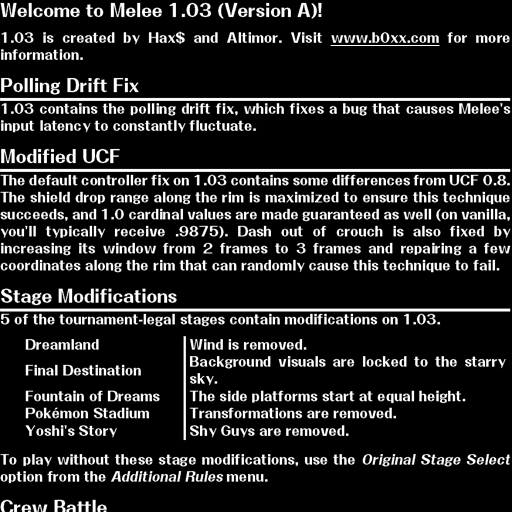 Welcome to Melee 1.03 (Version A)!
1.03 is created by Hax$ and Altimor. Visit www.b0xx.com for more
information.
Polling Drift Fix
1.03 contains the polling drift fix, which fixes a bug that causes Melee's
input latency to constantly fluctuate.
Modified UCF
The default controller fix on 1.03 contains some differences from UCF 0.8.
The shield drop range along the rim is maximized to ensure this technique
succeeds, and 1.0 cardinal values are made guaranteed as well (on vanilla,
you'll typically receive .9875). Dash out of crouch is also fixed by
increasing its window from 2 frames to 3 frames and repairing a few
coordinates along the rim that can randomly cause this technique to fail.
Stage Modifications
5 of the tournament-legal stages contain modifications on 1.03.
Dreamland Wind is removed.
Final Destination Background visuals are locked to the starry
sky.
Fountain of Dreams The side platforms start at equal height.
Pokémon Stadium Transformations are removed.
Yoshi's Story Shy Guys are removed.
To play without these stage modifications, use the Original Stage Select
option from the Additional Rules menu.
Crew Battle